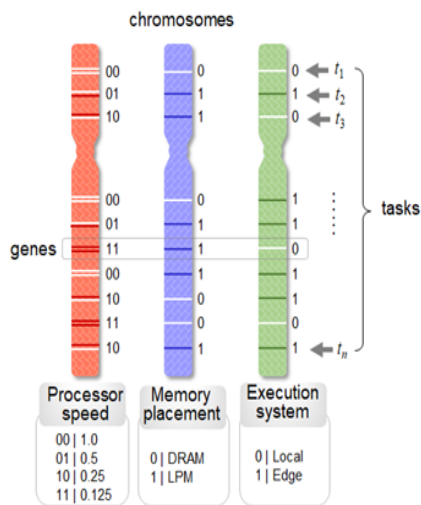 chromosomes
00 0 0 t1
01 1 1 t2
10 1 0 t3
00 0 1
01 1 1
tasks
genes 11 1 0
00 1 1
10 0 1
11 0 0
10 1 1 tn
Processor speed Memory placement Execution system
00 | 1.0
01 | 0.5
10 | 0.25
11 | 0.125
0 | DRAM
1 | LPM
0 | Local
1 | Edge